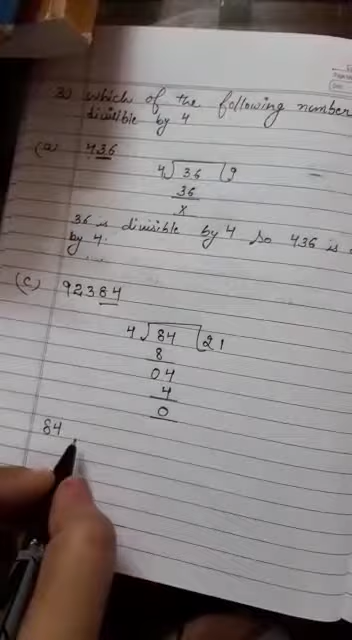 3) which of the following number
divisible by 4
(a) 436
4 36 9
36
x
36 is divisible by 4 so 436 is
by 4.
(c) 92384
4 84 21
8
04
4
0
84